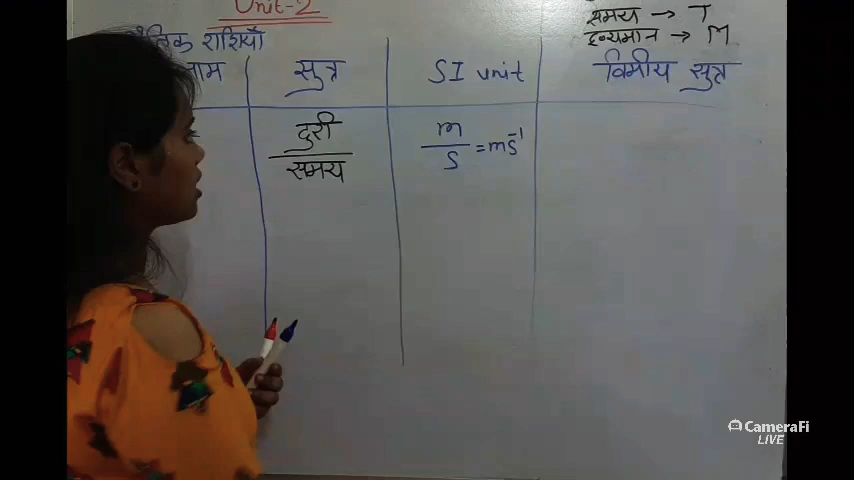 Unit-2
समय → T
द्रव्यमान → M
राशियाँ
नाम सुत्र SI unit विमीय सुत्र
दुरी m
समय S = mS⁻¹
CameraFi
LIVE